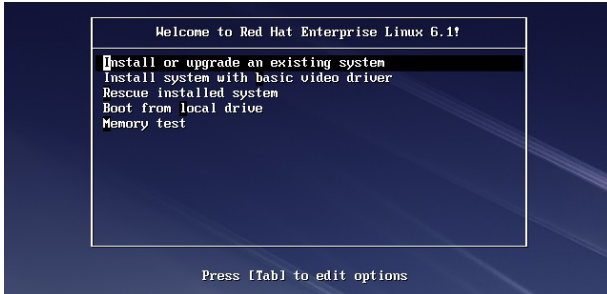 Welcome to Red Hat Enterprise Linux 6.1!
Install or upgrade an existing system
Install system with basic video driver
Rescue installed system
Boot from local drive
Memory test
Press [Tab] to edit options